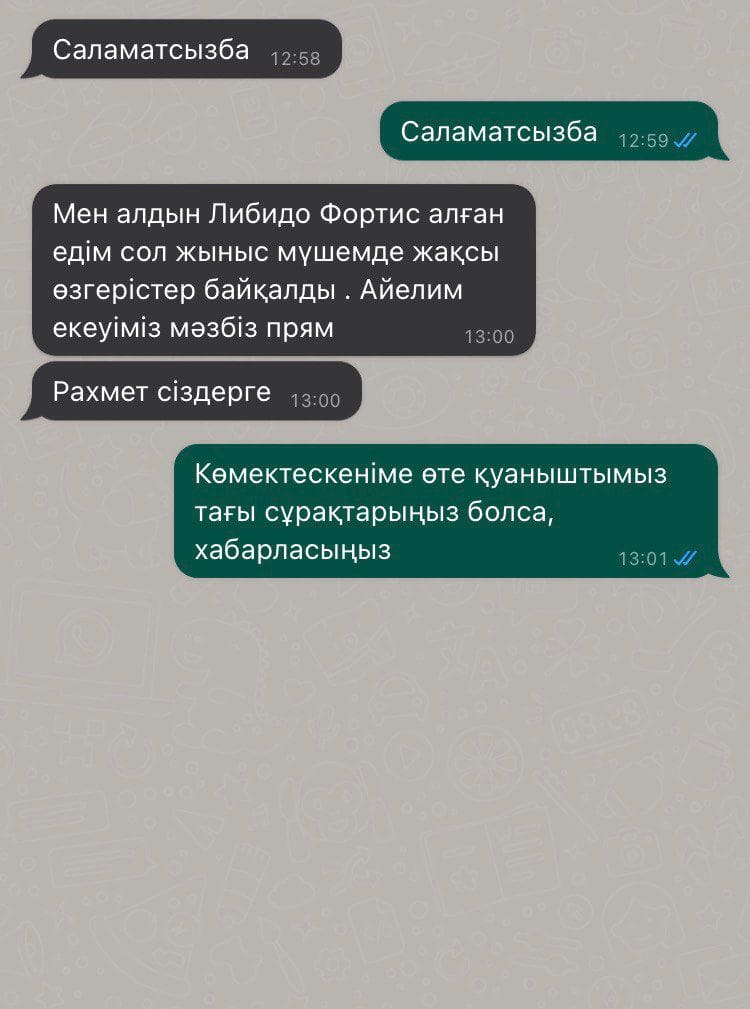 Саламатсызба 12:58
Саламатсызба 12:59
Мен алдын Либидо Фортис алған
едім сол жыныс мүшемде жақсы
өзгерістер байқалды . Айелим
екеуіміз мәзбіз прям 13:00
Рахмет сіздерге 13:00
Көмектескеніме өте қуаныштымыз
тағы сұрақтарыңыз болса,
хабарласыңыз 13:01